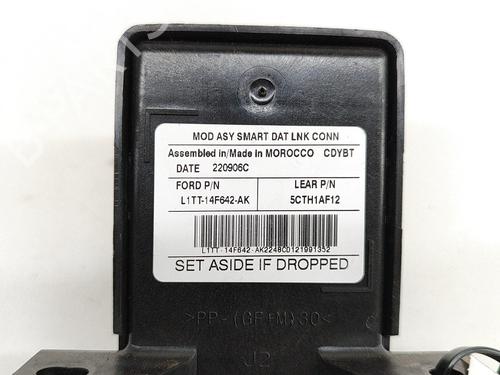 MOD ASY SMART DAT LNK CONN
Assembled in/Made in MOROCCO CDYBT
DATE 220906C
FORD P/N LEAR P/N
L1TT-14F642-AK 5CTH1AF12
L1TT-14F642-AK2248C0121991352
SET ASIDE IF DROPPED
>PP-(GF+M)30<